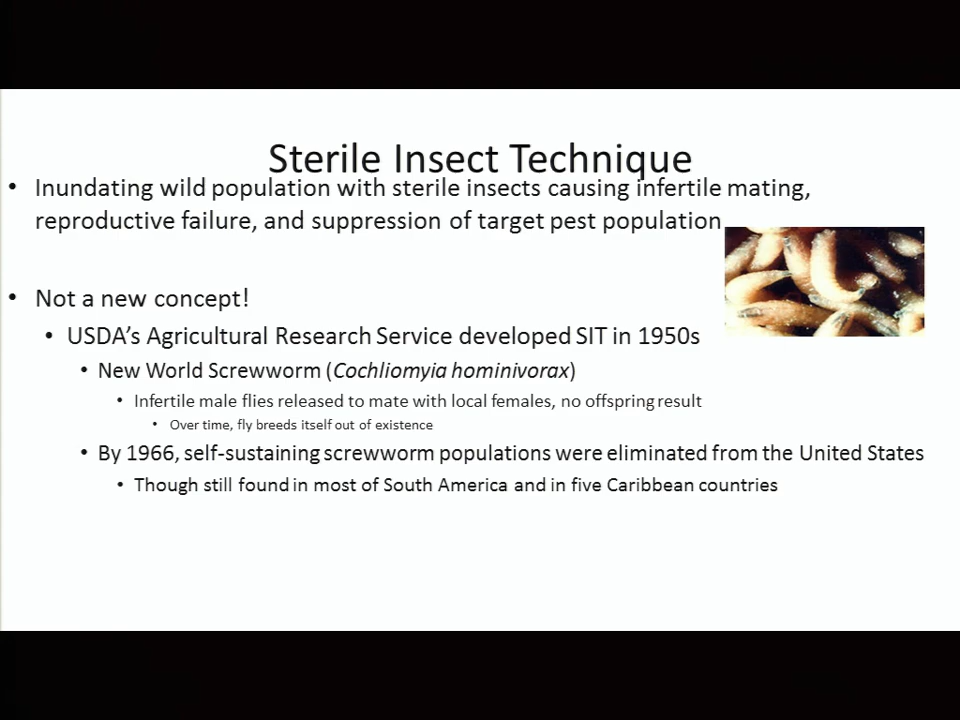 Sterile Insect Technique
• Inundating wild population with sterile insects causing infertile mating,
reproductive failure, and suppression of target pest population
• Not a new concept!
• USDA’s Agricultural Research Service developed SIT in 1950s
• New World Screwworm (Cochliomyia hominivorax)
• Infertile male flies released to mate with local females, no offspring result
• Over time, fly breeds itself out of existence
• By 1966, self-sustaining screwworm populations were eliminated from the United States
• Though still found in most of South America and in five Caribbean countries